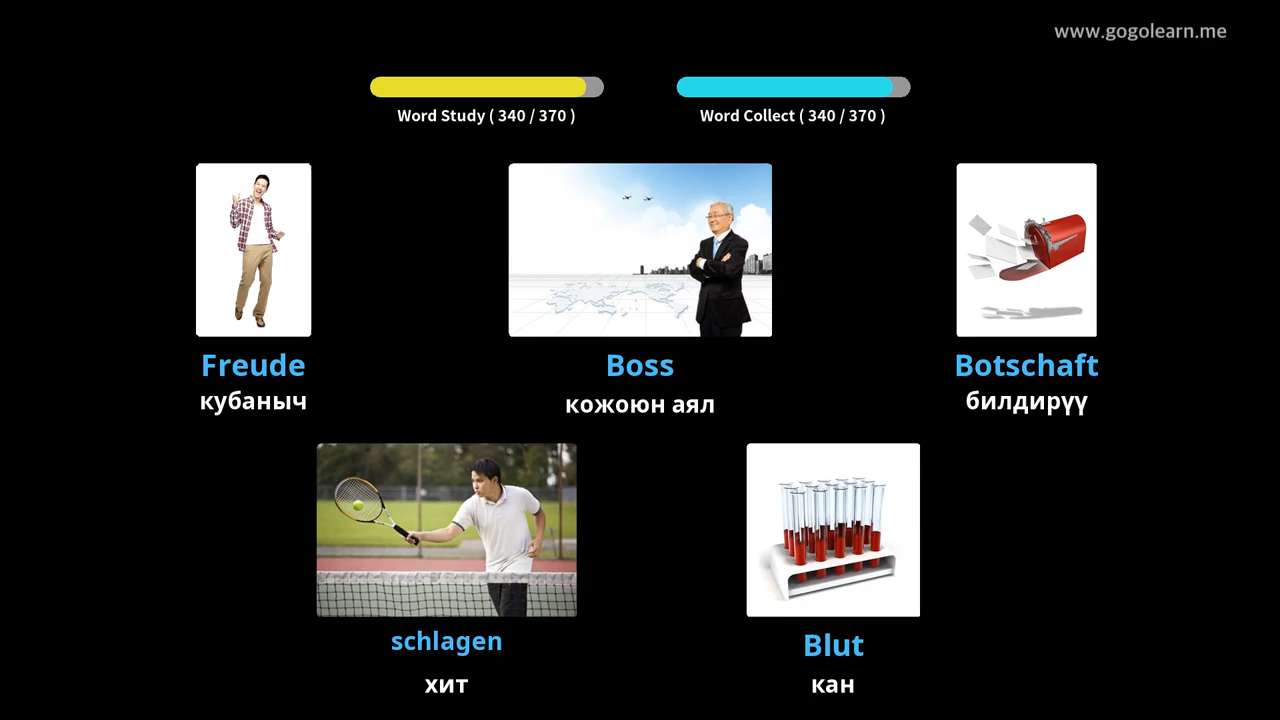 www.gogolearn.me
Word Study ( 340 / 370 )
Word Collect ( 340 / 370 )
Freude
кубаныч
Boss
кожоюн аял
Botschaft
билдирүү
schlagen
хит
Blut
кан